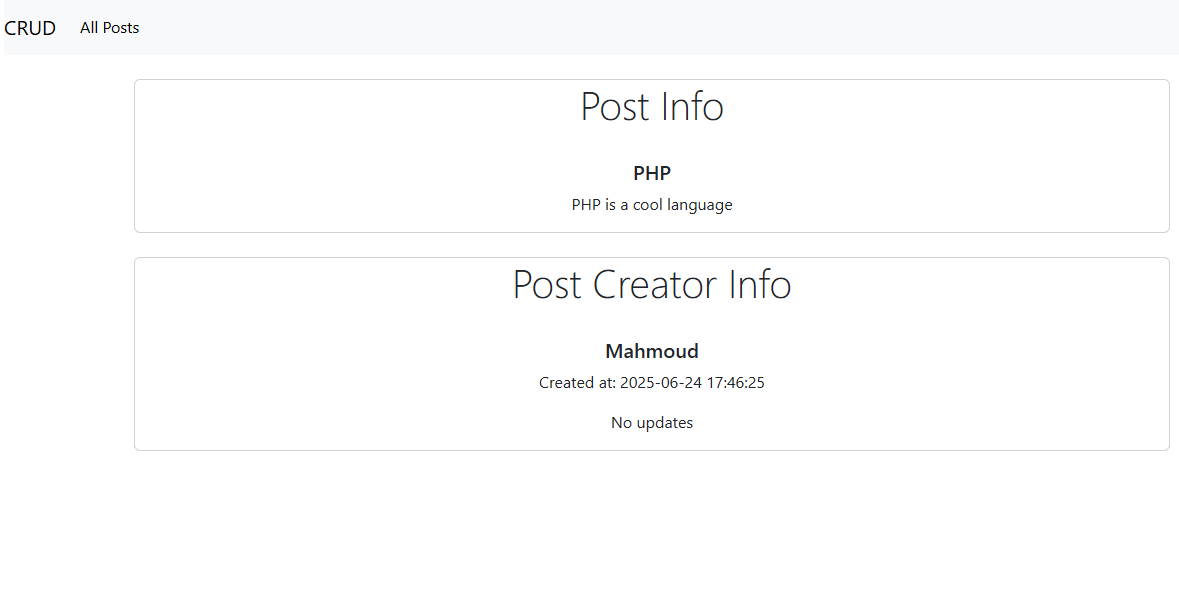 CRUD All Posts
Post Info
PHP
PHP is a cool language
Post Creator Info
Mahmoud
Created at: 2025-06-24 17:46:25
No updates